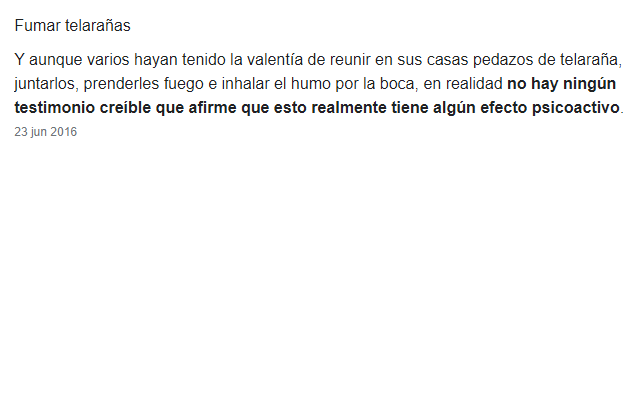 Fumar telarañas
Y aunque varios hayan tenido la valentía de reunir en sus casas pedazos de telaraña,
juntarlos, prenderles fuego e inhalar el humo por la boca, en realidad no hay ningún
testimonio creíble que afirme que esto realmente tiene algún efecto psicoactivo.
23 jun 2016